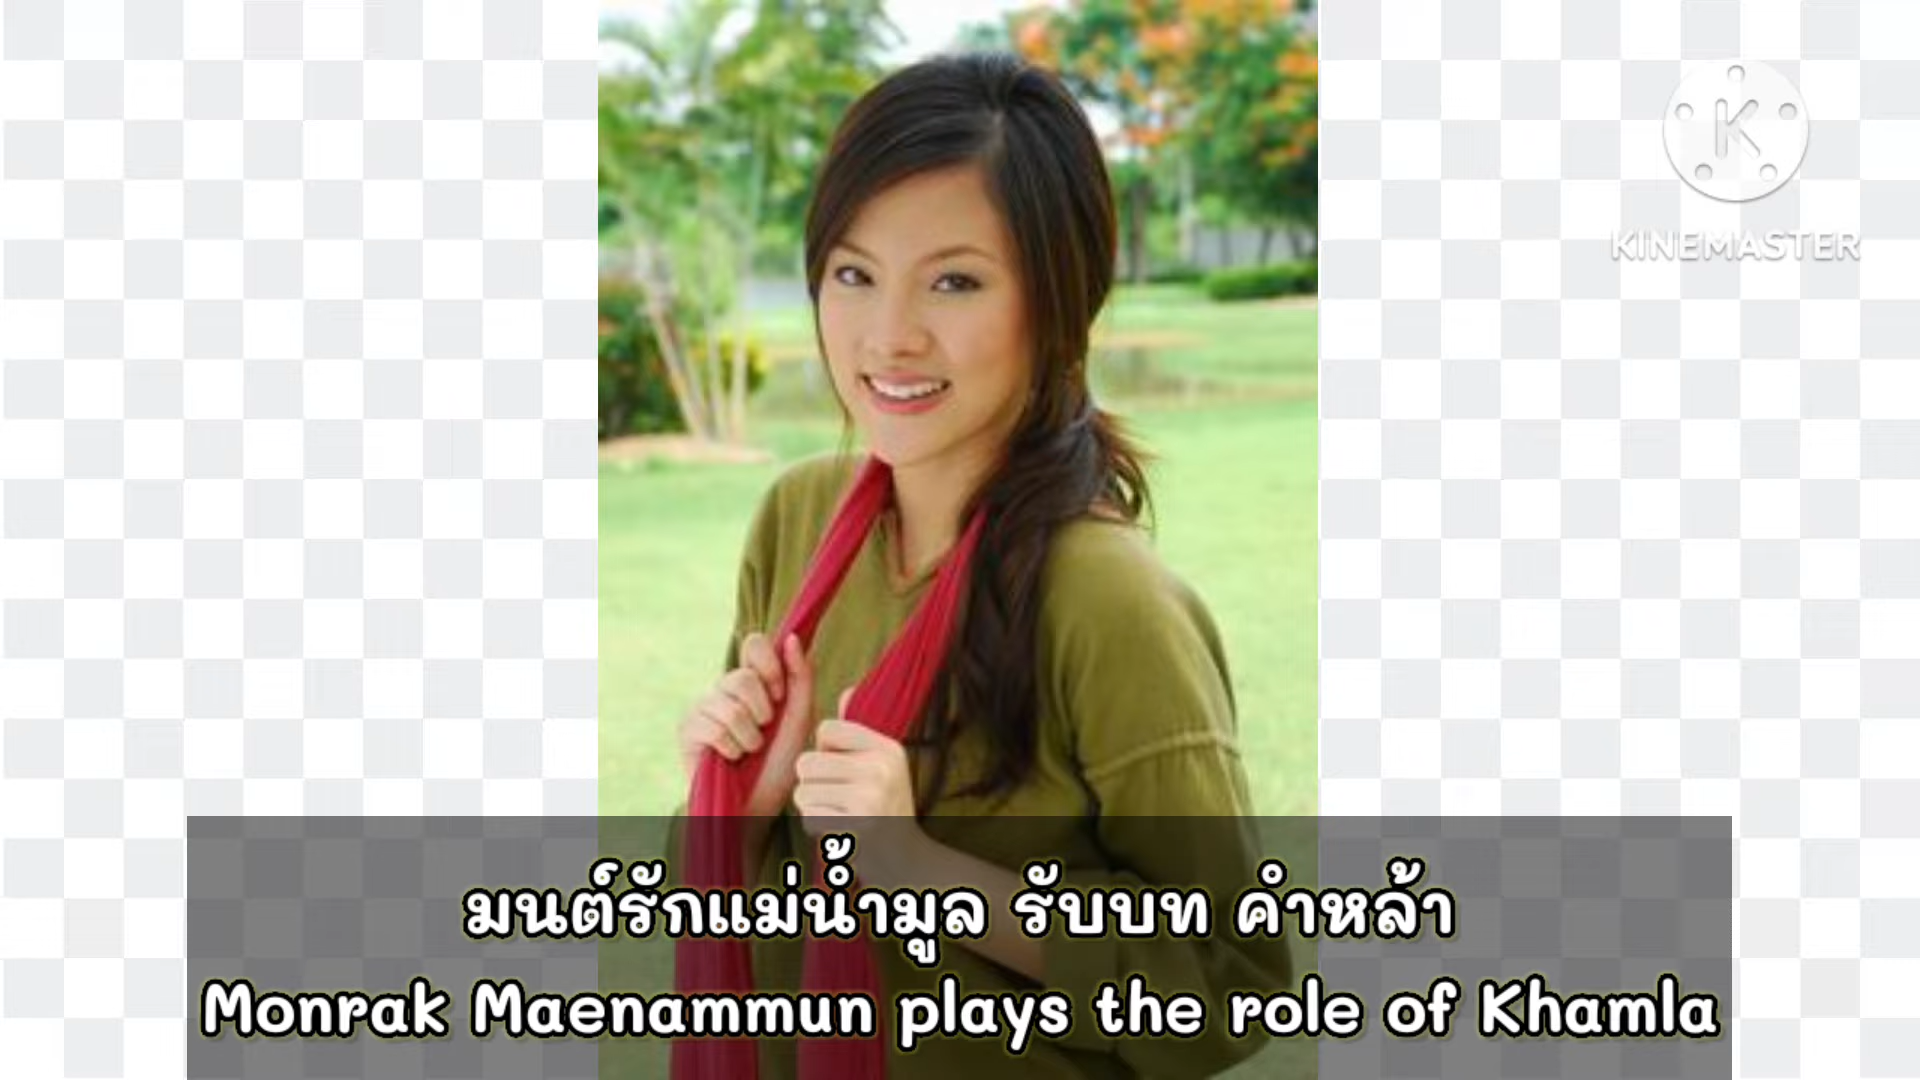 K
KINEMASTER
มนต์รักแม่น้ำมูล รับบท คำหล้า
Monrak Maenammun plays the role of Khamla